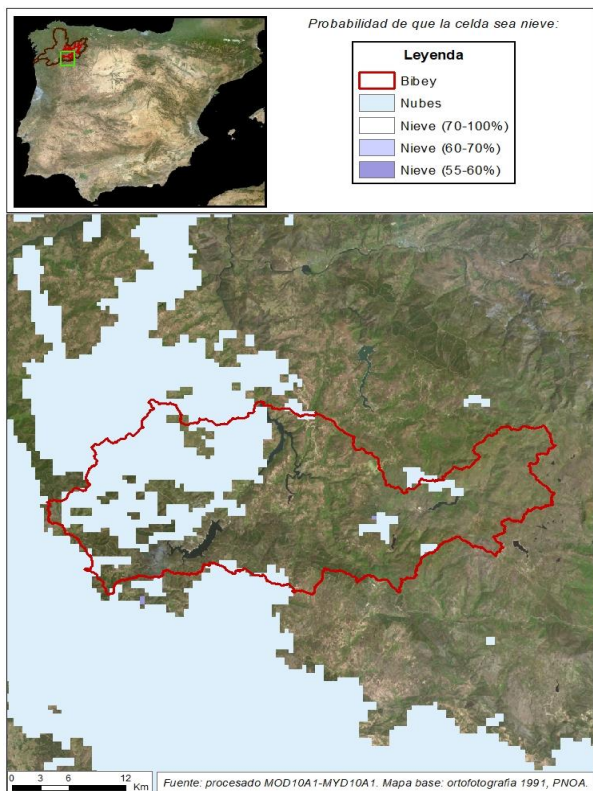 Probabilidad de que la celda sea nieve:
Leyenda
Bibey
Nubes
Nieve (70-100%)
Nieve (60-70%)
Nieve (55-60%)
0 3 6 12
Km
Fuente: procesado MOD10A1-MYD10A1. Mapa base: ortofotografía 1991, PNOA.